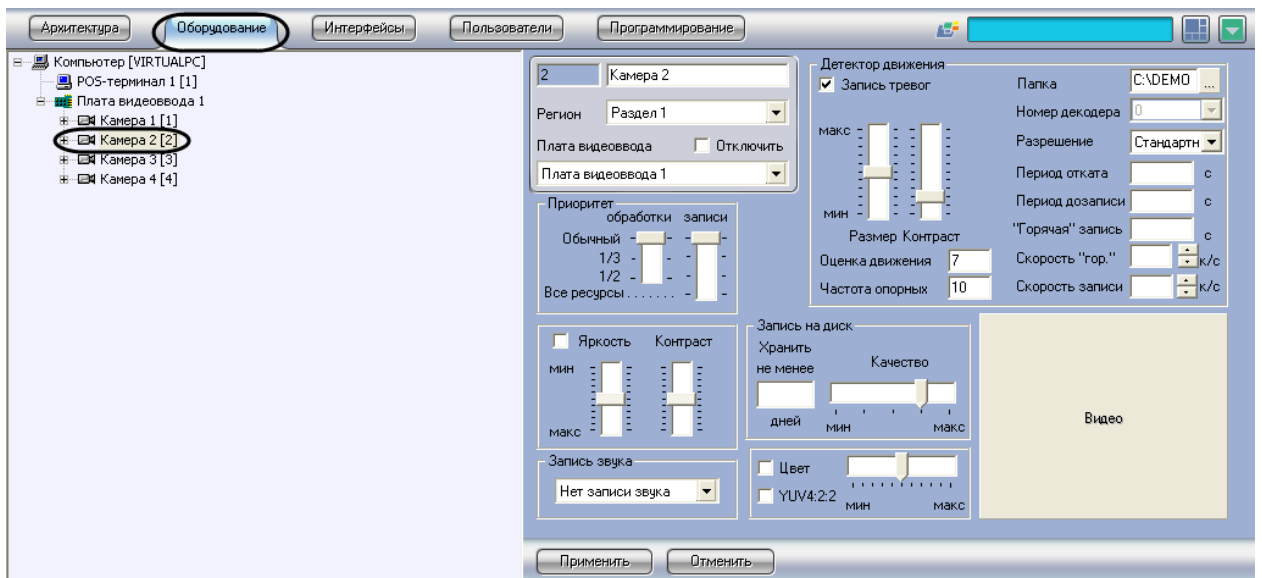 Архитектура Оборудование Интерфейсы Пользователи Программирование
Компьютер [VIRTUALPC]
POS-терминал 1 [1]
Плата видеоввода 1
Камера 1 [1]
Камера 2 [2]
Камера 3 [3]
Камера 4 [4]
2 Камера 2
Регион Раздел 1
Плата видеоввода Отключить
Плата видеоввода 1
Приоритет
обработки записи
Обычный
1/3
1/2
Все ресурсы . . . . . . .
Яркость Контраст
мин
макс
Запись звука
Нет записи звука
Детектор движения
Запись тревог
макс
мин
Размер Контраст
Оценка движения 7
Частота опорных 10
Папка C:\DEMO ...
Номер декодера 0
Разрешение Стандартн
Период отката с
Период дозаписи с
"Горячая" запись с
Скорость "гор." к/с
Скорость записи к/с
Запись на диск
Хранить
не менее
дней
Качество
мин макс
Цвет
YUV4:2:2
мин макс
Видео
Применить Отменить